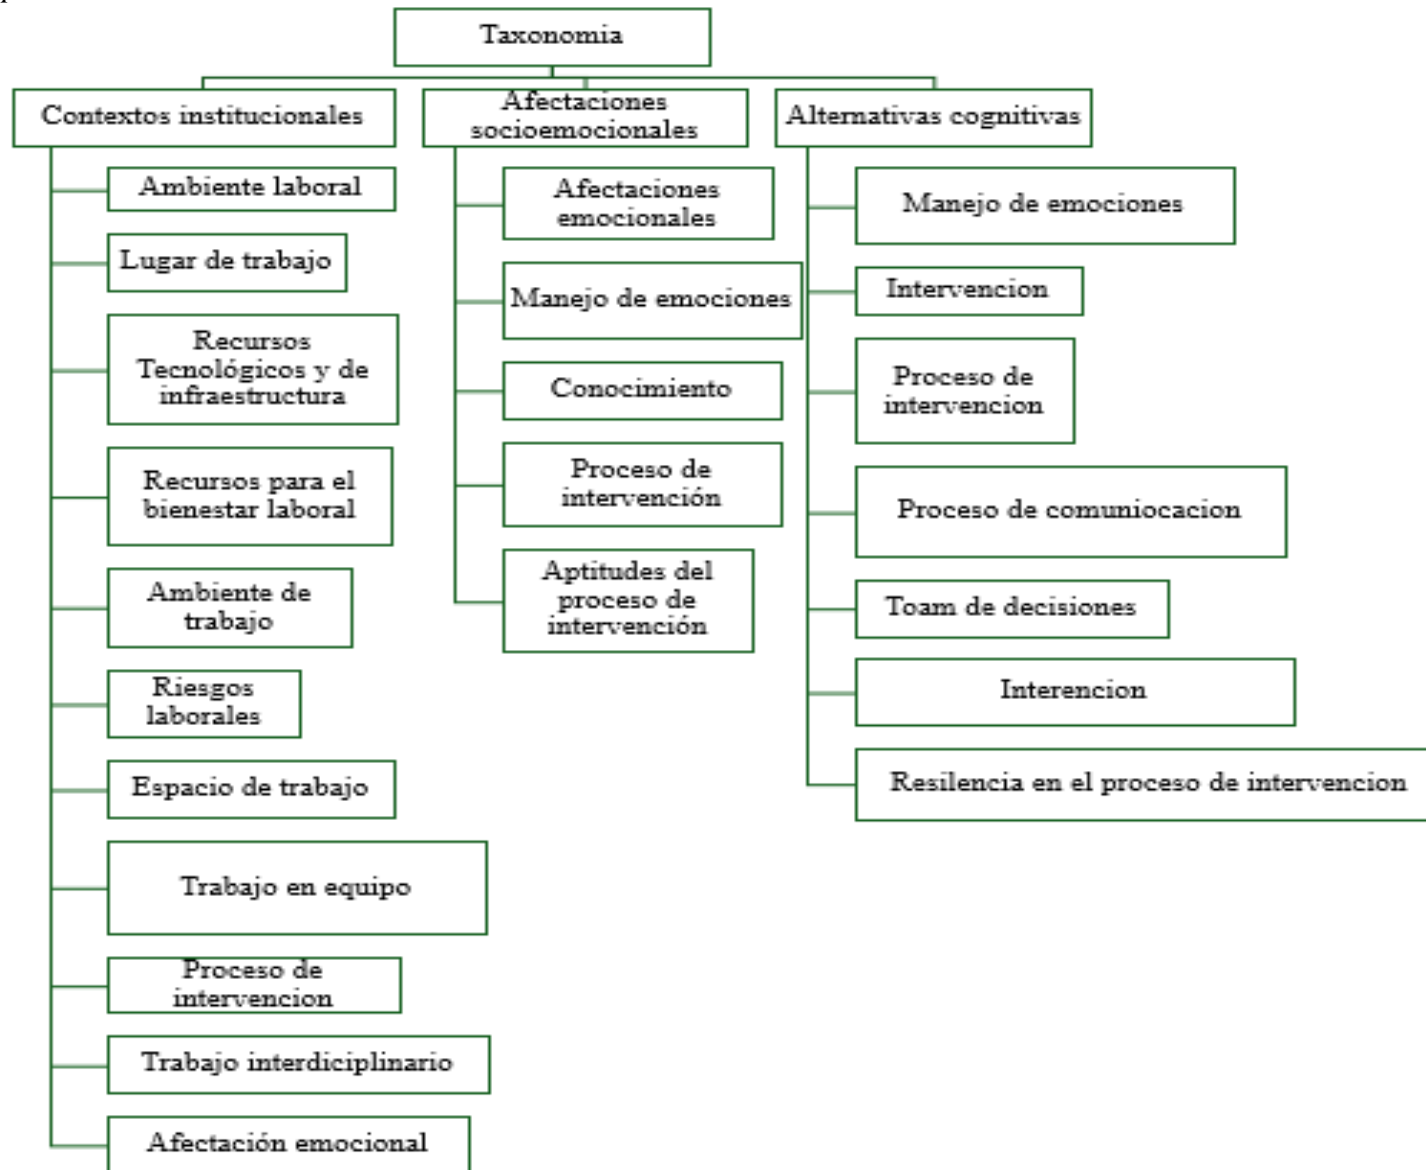 Taxonomia
Contextos institucionales
Ambiente laboral
Lugar de trabajo
Recursos
Tecnológicos y de
infraestructura
Recursos para el
bienestar laboral
Ambiente de
trabajo
Riesgos
laborales
Espacio de trabajo
Trabajo en equipo
Proceso de
intervencion
Trabajo interdiciplinario
Afectación emocional
Afectaciones
socioemocionales
Afectaciones
emocionales
Manejo de emociones
Conocimiento
Proceso de
intervención
Aptitudes del
proceso de
intervención
Alternativas cognitivas
Manejo de emociones
Intervencion
Proceso de
intervencion
Proceso de comuniocacion
Toam de decisiones
Interencion
Resilencia en el proceso de intervencion